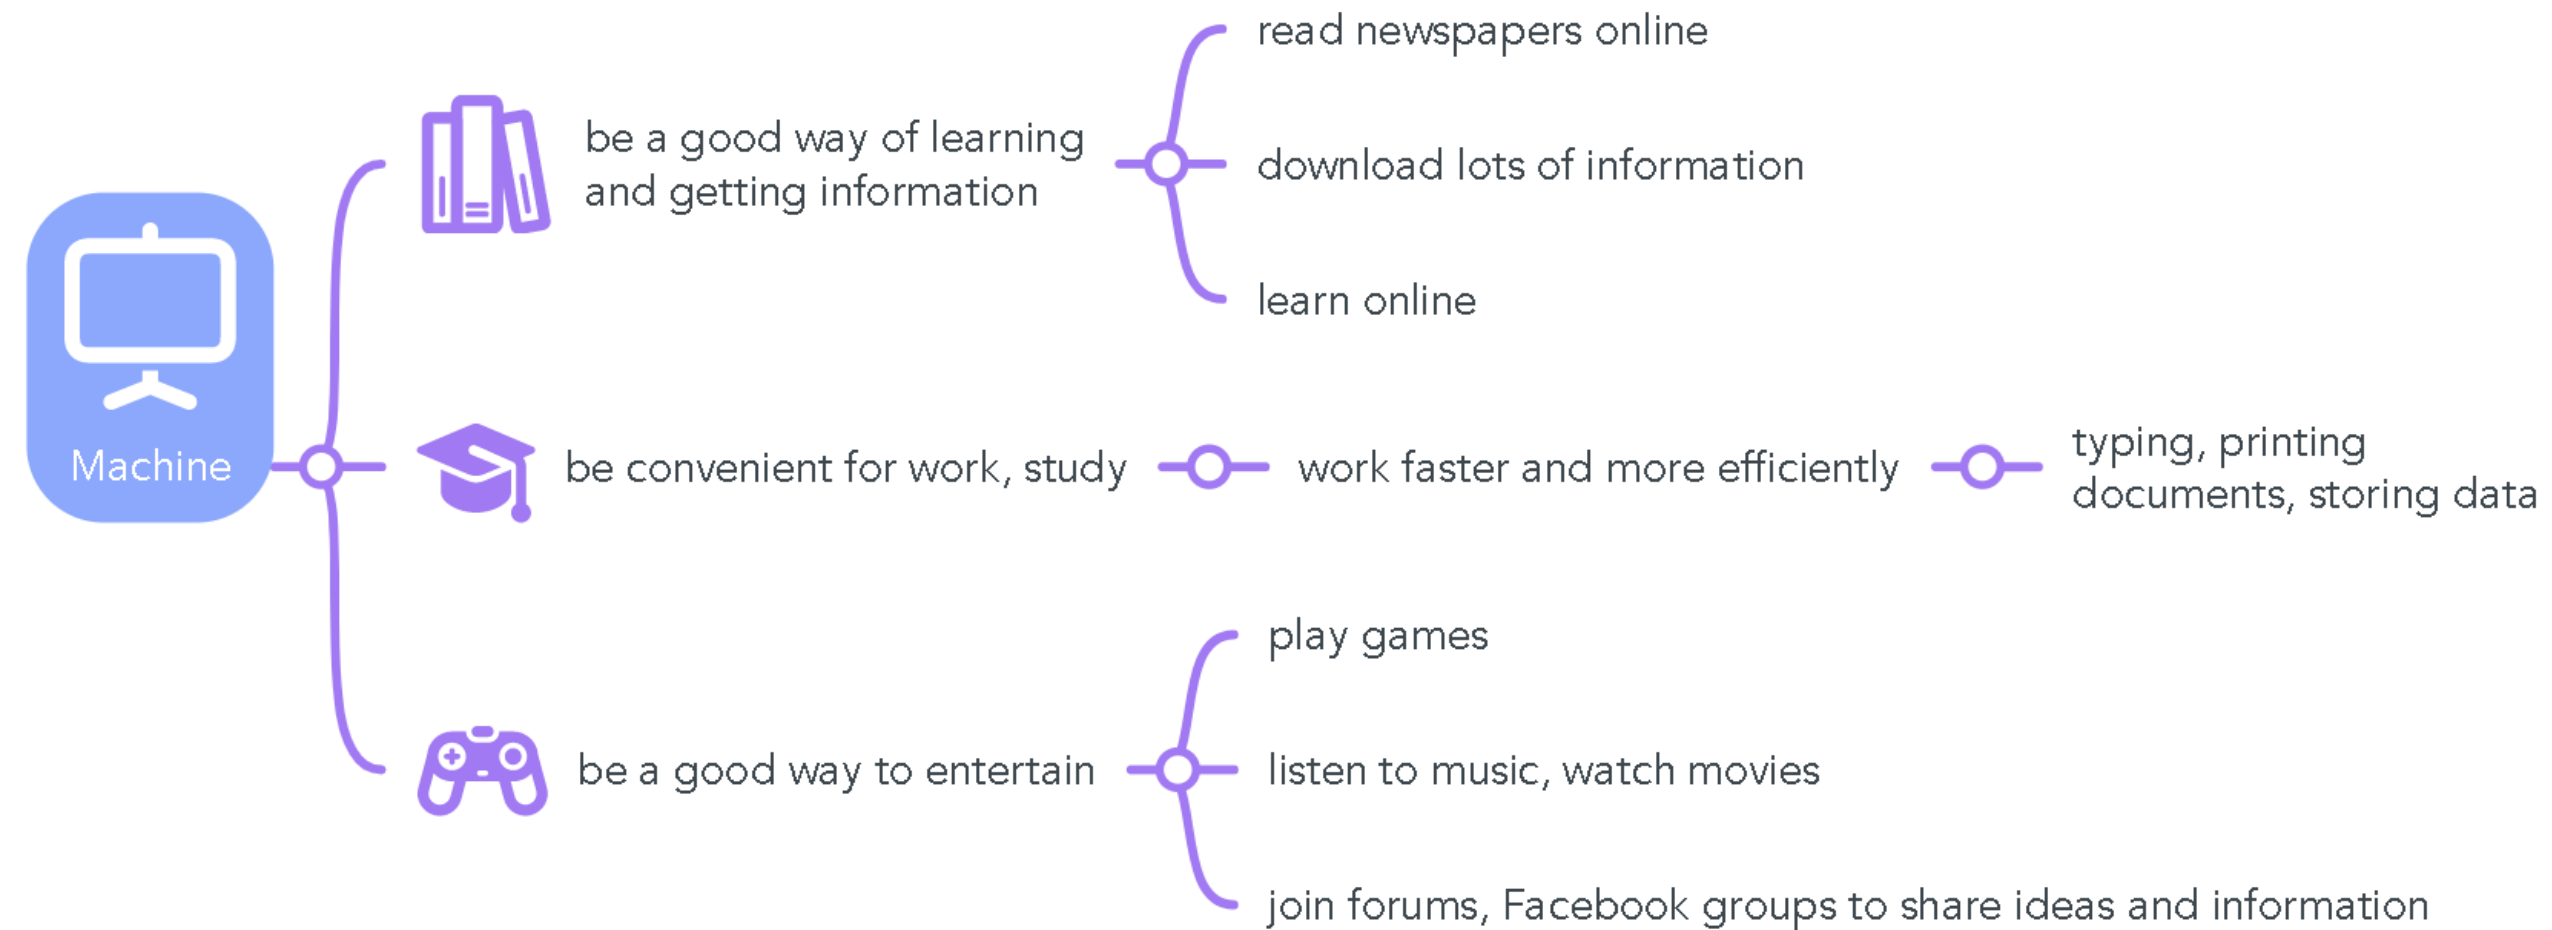 Machine
be a good way of learning
and getting information
read newspapers online
download lots of information
learn online
be convenient for work, study
work faster and more efficiently
typing, printing
documents, storing data
be a good way to entertain
play games
listen to music, watch movies
join forums, Facebook groups to share ideas and information